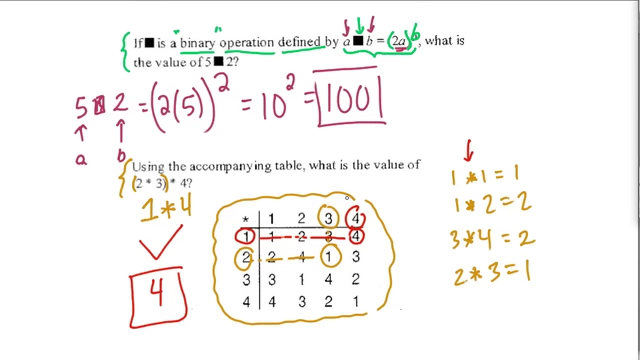 If ■ is a "binary" operation defined by a ■ b = (2a)ᵇ, what is
the value of 5 ■ 2?
5 ■ 2 = (2(5))² = 10² = 100
a b
Using the accompanying table, what is the value of
(2 * 3) * 4?
1 * 4
4
* 1 2 3 4
1 1 2 3 4
2 2 4 1 3
3 3 1 4 2
4 4 3 2 1
1 * 1 = 1
1 * 2 = 2
3 * 4 = 2
2 * 3 = 1